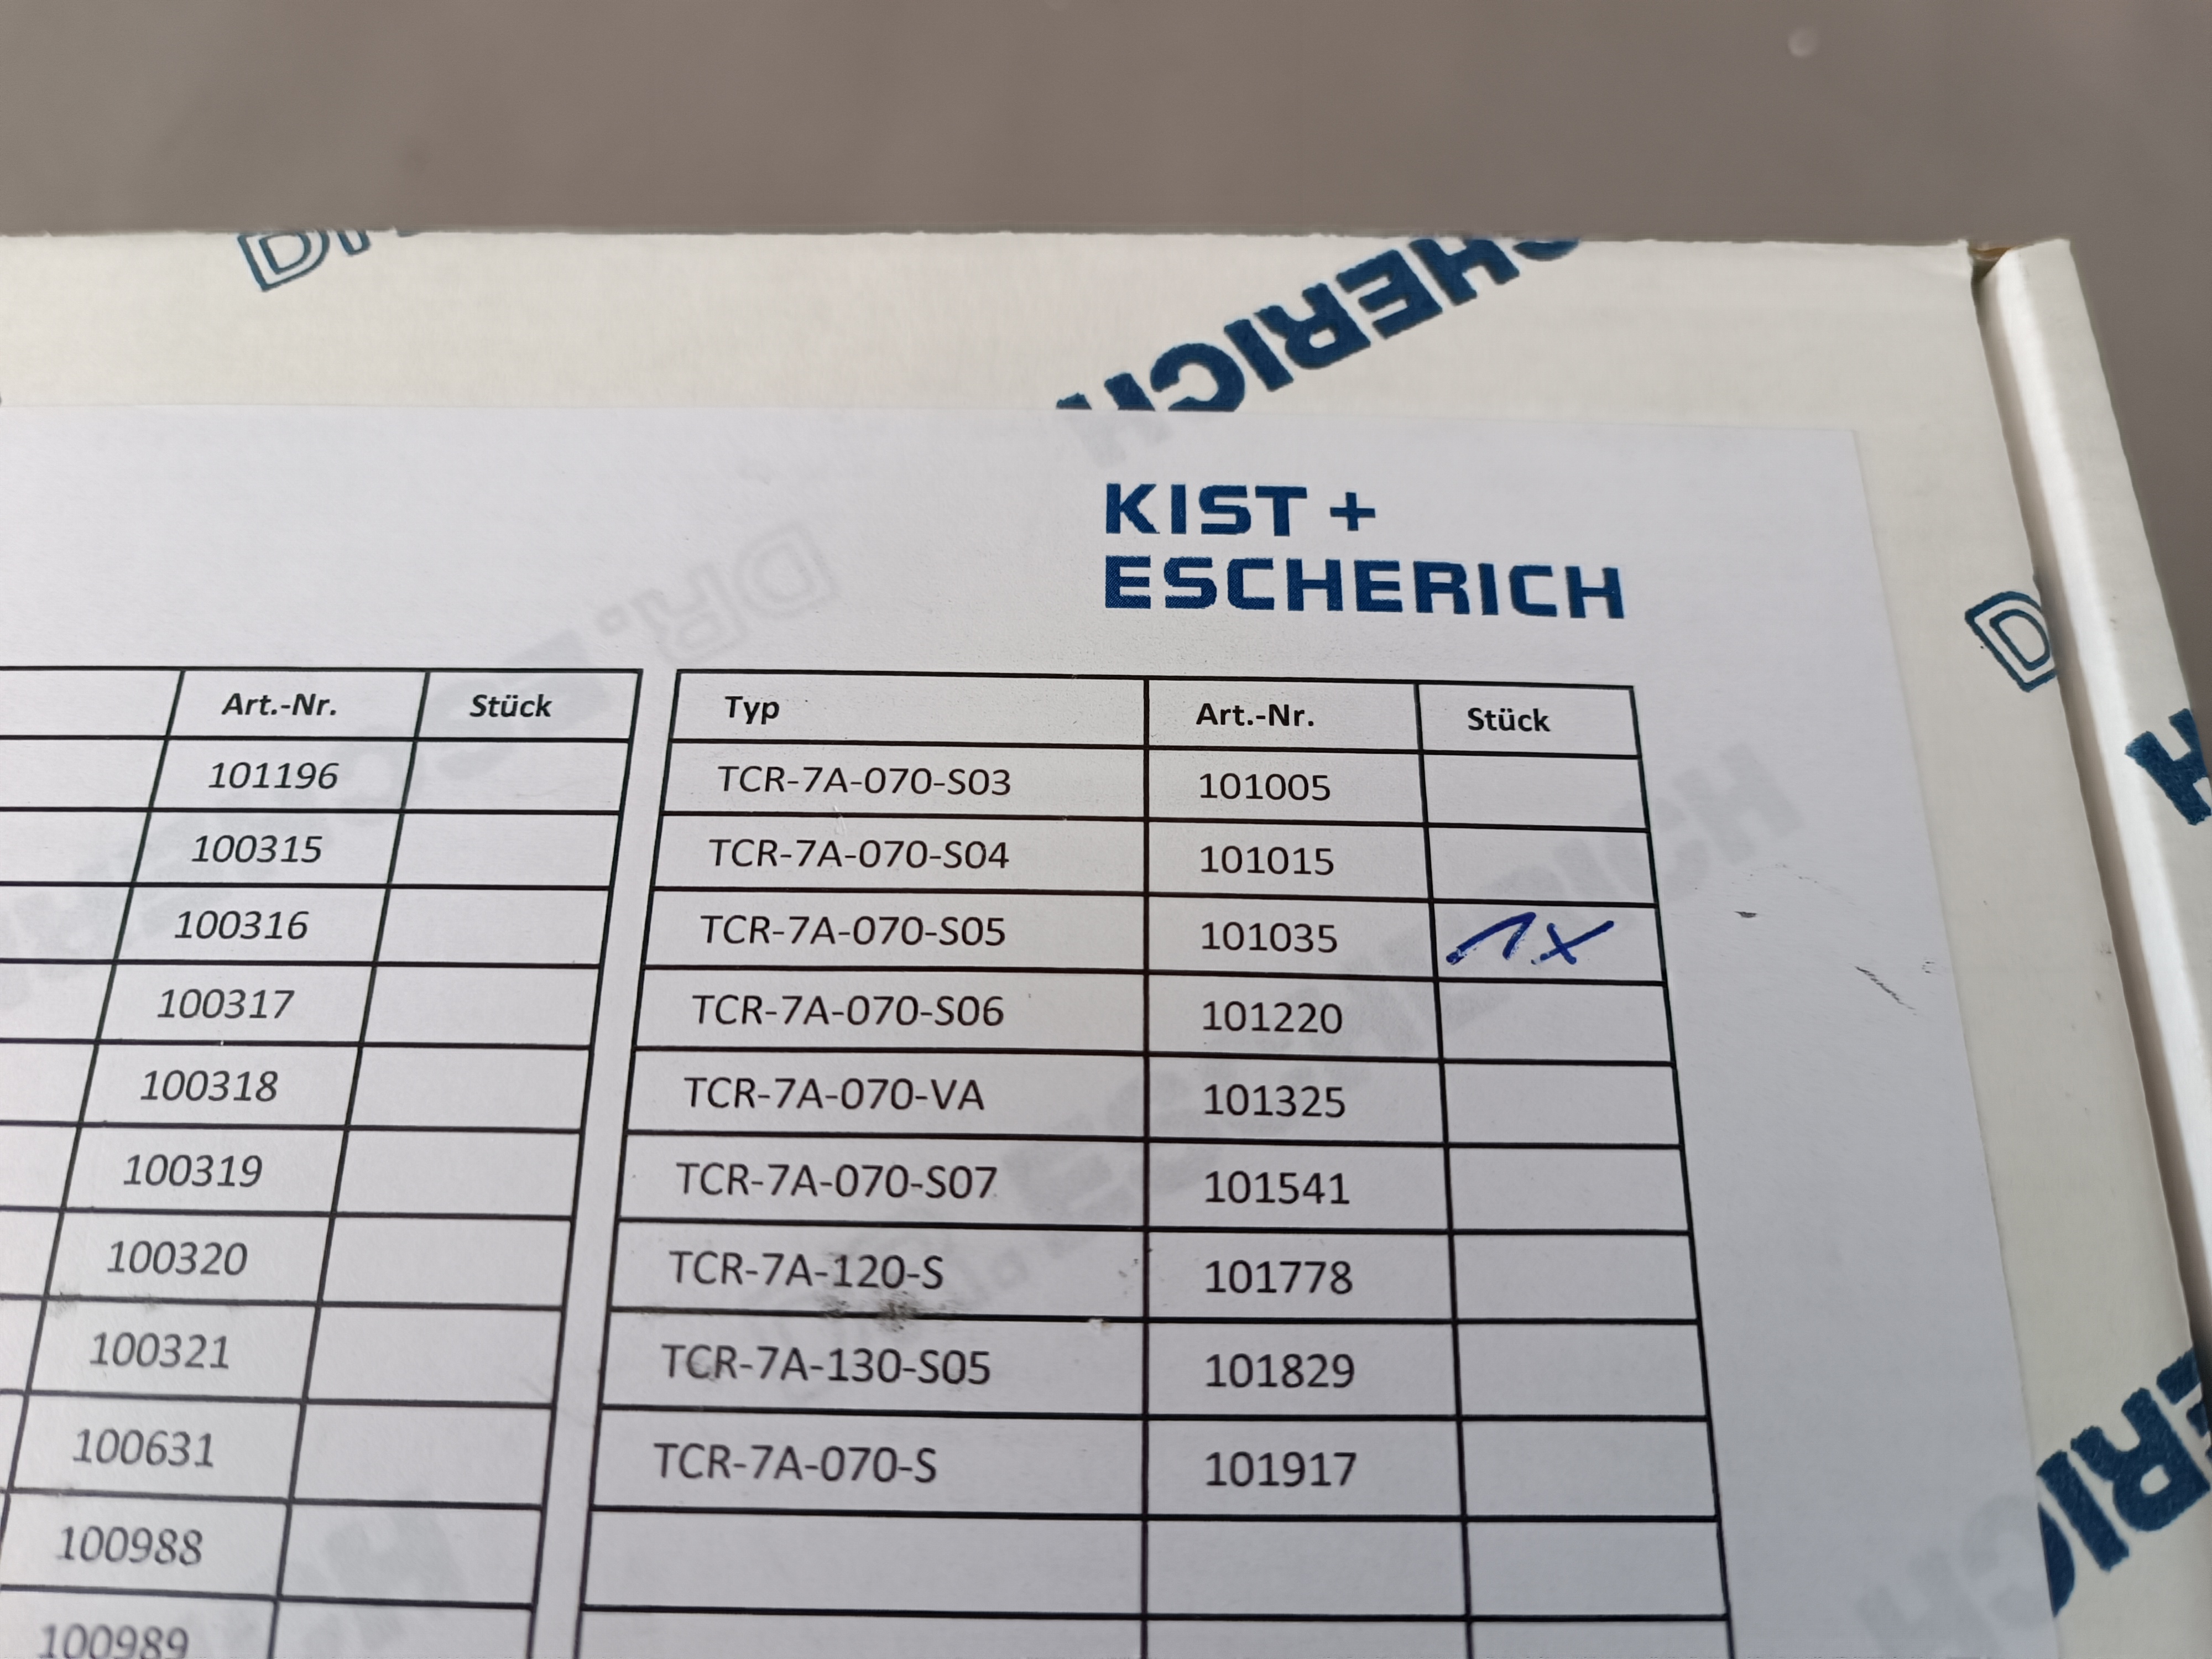 ESCHERICH
KIST +
ESCHERICH
DR. ESCHERICH
Art.-Nr. Stück Typ Art.-Nr. Stück
101196 TCR-7A-070-S03 101005
100315 TCR-7A-070-S04 101015
100316 TCR-7A-070-S05 101035 1x
100317 TCR-7A-070-S06 101220
100318 TCR-7A-070-VA 101325
100319 TCR-7A-070-S07 101541
100320 TCR-7A-120-S 101778
100321 TCR-7A-130-S05 101829
100631 TCR-7A-070-S 101917
100988
100989